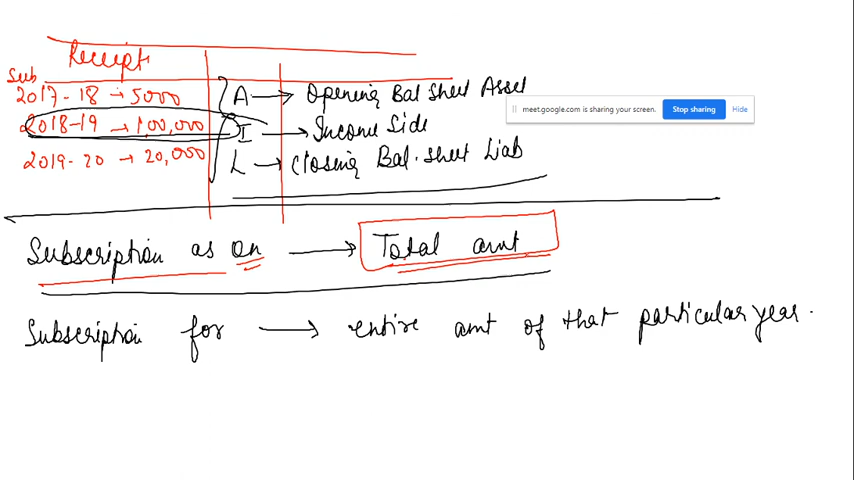 Receipts
Sub
2017-18 → 5000 A → Opening Bal Sheet Asset
meet.google.com is sharing your screen. Stop sharing Hide
2018-19 → 1,00,000 I → Income Side
2019-20 → 20,000 L → Closing Bal. sheet Liab
Subscription as on → Total amt
Subscription for → entire amt of that particular year.